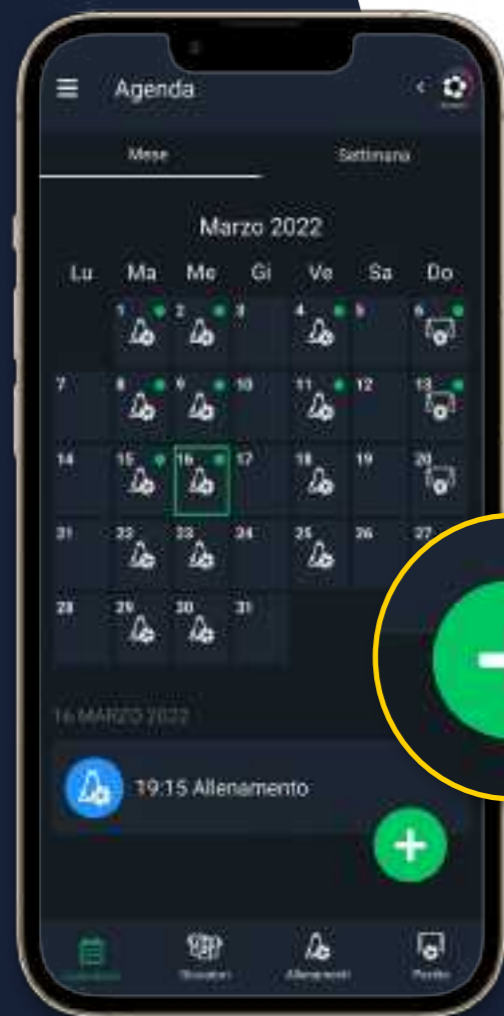 Agenda
Mese Settimana
Marzo 2022
Lu Ma Me Gi Ve Sa Do
1 2 3 4 5 6
7 8 9 10 11 12 13
14 15 16 17 18 19 20
21 22 23 24 25 26 27
28 29 30 31
16 MARZO 2022
19:15 Allenamento
Giocatori Allenamenti Partite